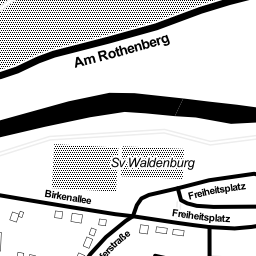 Am Rothenberg
Sv Waldenburg
Freiheitsplatz
Birkenallee
Freiheitsplatz